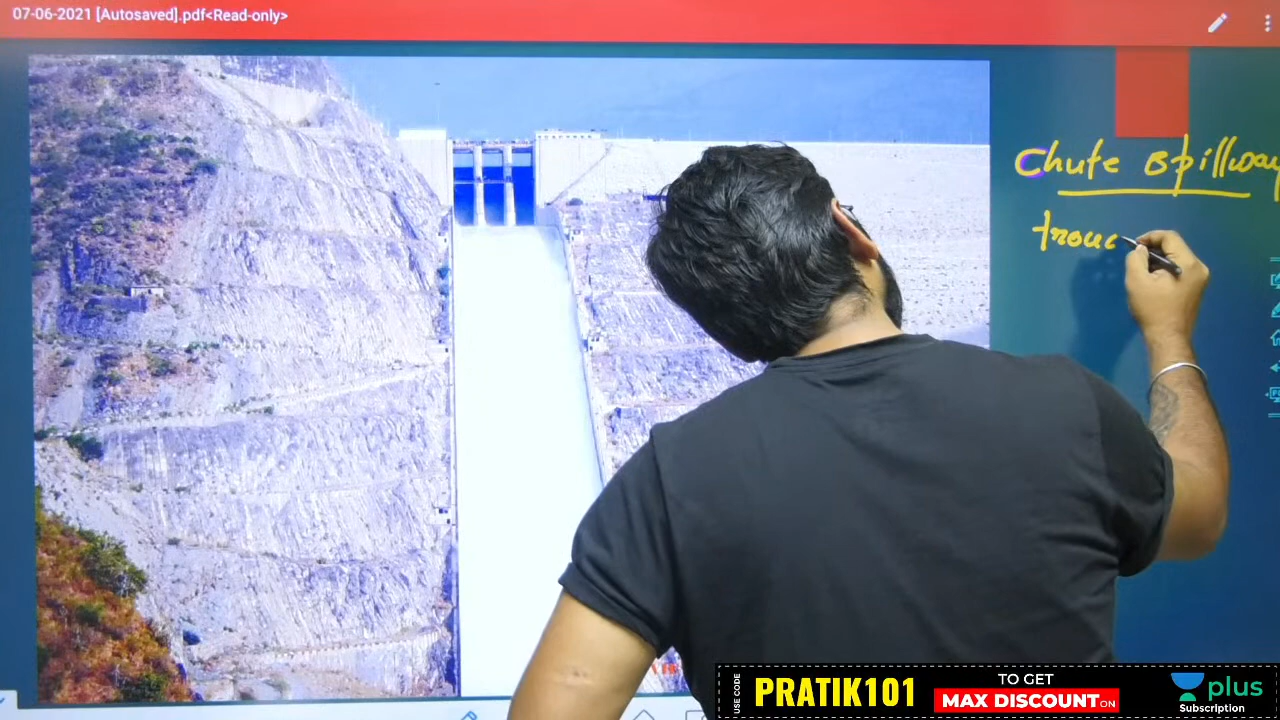 07-06-2021 [Autosaved].pdf<Read-only>
Chute Spillway
trouc
USE CODE
PRATIK101
TO GET
MAX DISCOUNT ON
plus
Subscription